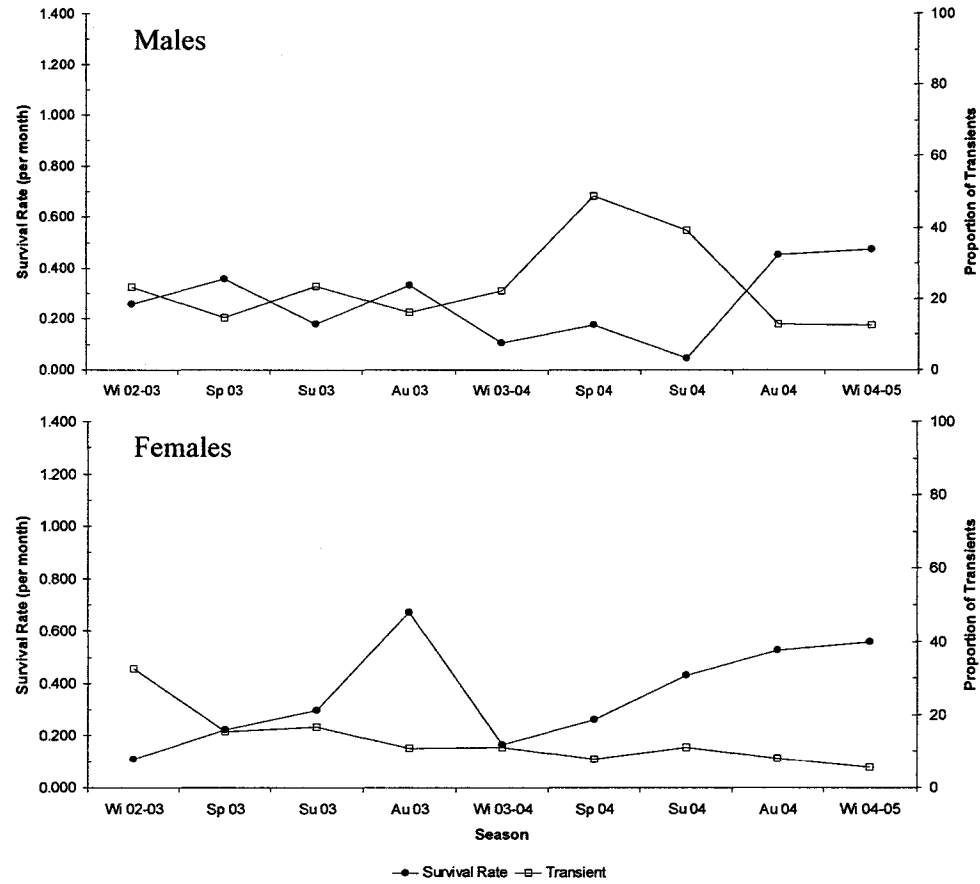 Males
Survival Rate (per month)
1.400
1.200
1.000
0.800
0.600
0.400
0.200
0.000
100
80
60
40
20
0
Proportion of Transients
Wi 02-03 Sp 03 Su 03 Au 03 Wi 03-04 Sp 04 Su 04 Au 04 Wi 04-05
Females
Survival Rate (per month)
1.400
1.200
1.000
0.800
0.600
0.400
0.200
0.000
100
80
60
40
20
0
Proportion of Transients
Wi 02-03 Sp 03 Su 03 Au 03 Wi 03-04 Sp 04 Su 04 Au 04 Wi 04-05
Season
Survival Rate Transient